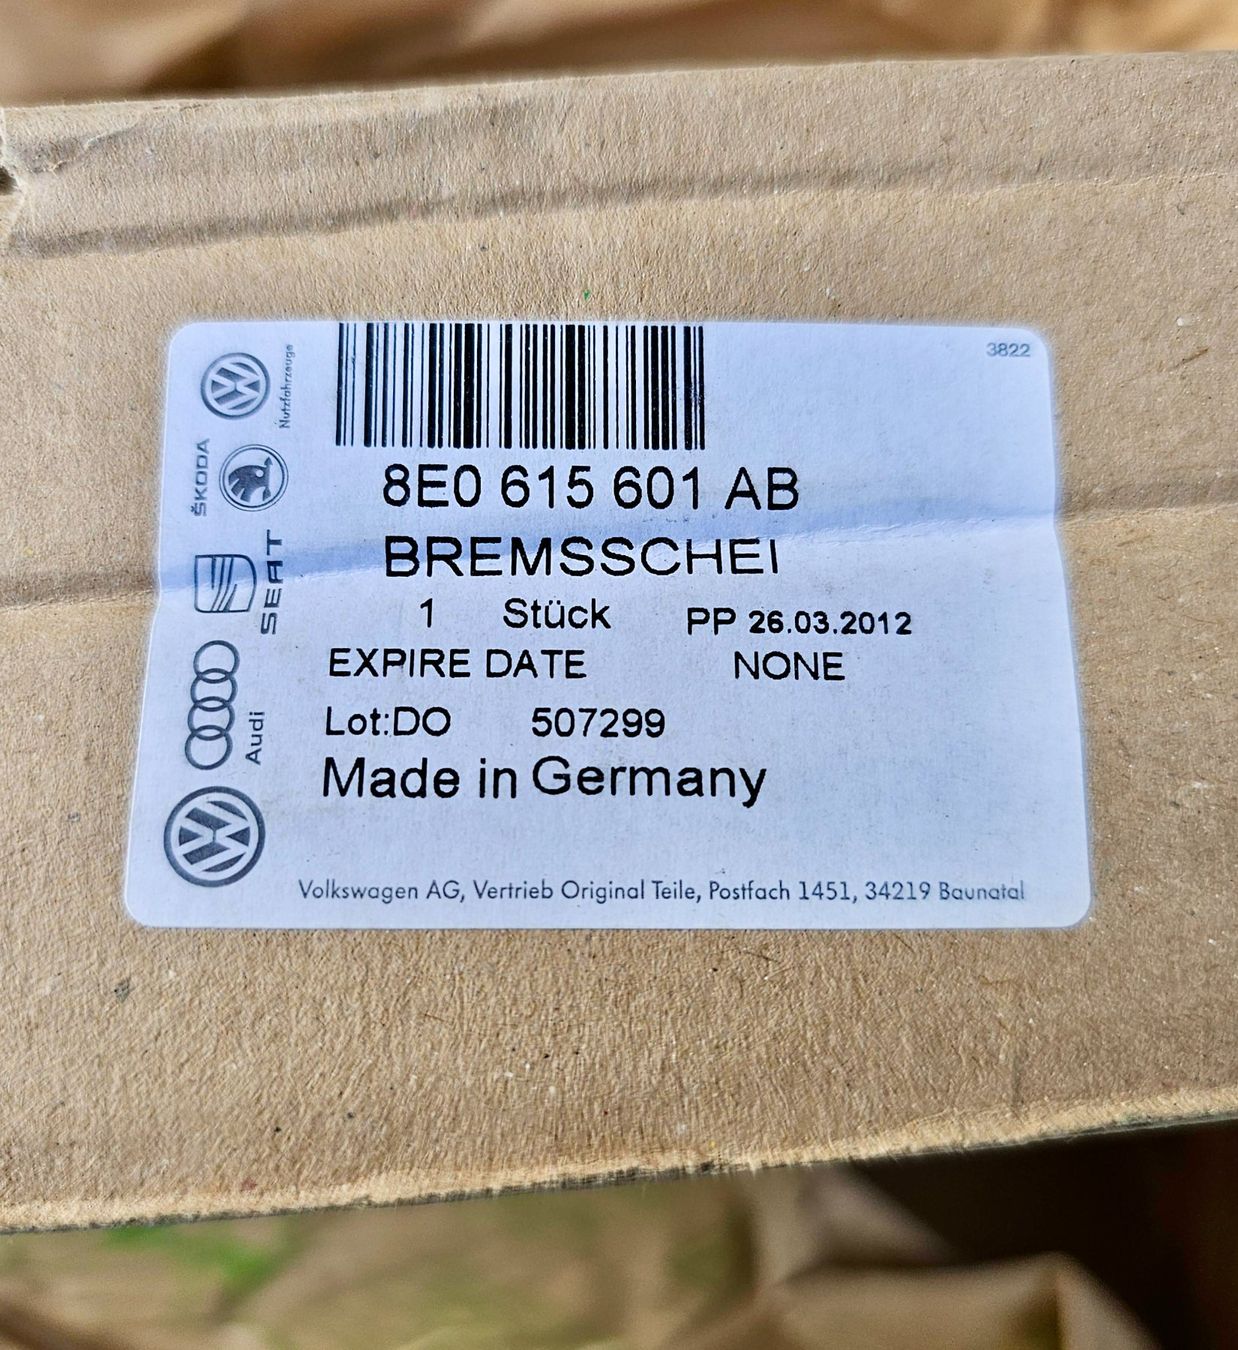 3822
Nutzfahrzeuge
ŠKODA
SEAT
Audi
8E0 615 601 AB
BREMSSCHEI
1 Stück PP 26.03.2012
EXPIRE DATE NONE
Lot:DO 507299
Made in Germany
Volkswagen AG, Vertrieb Original Teile, Postfach 1451, 34219 Baunatal